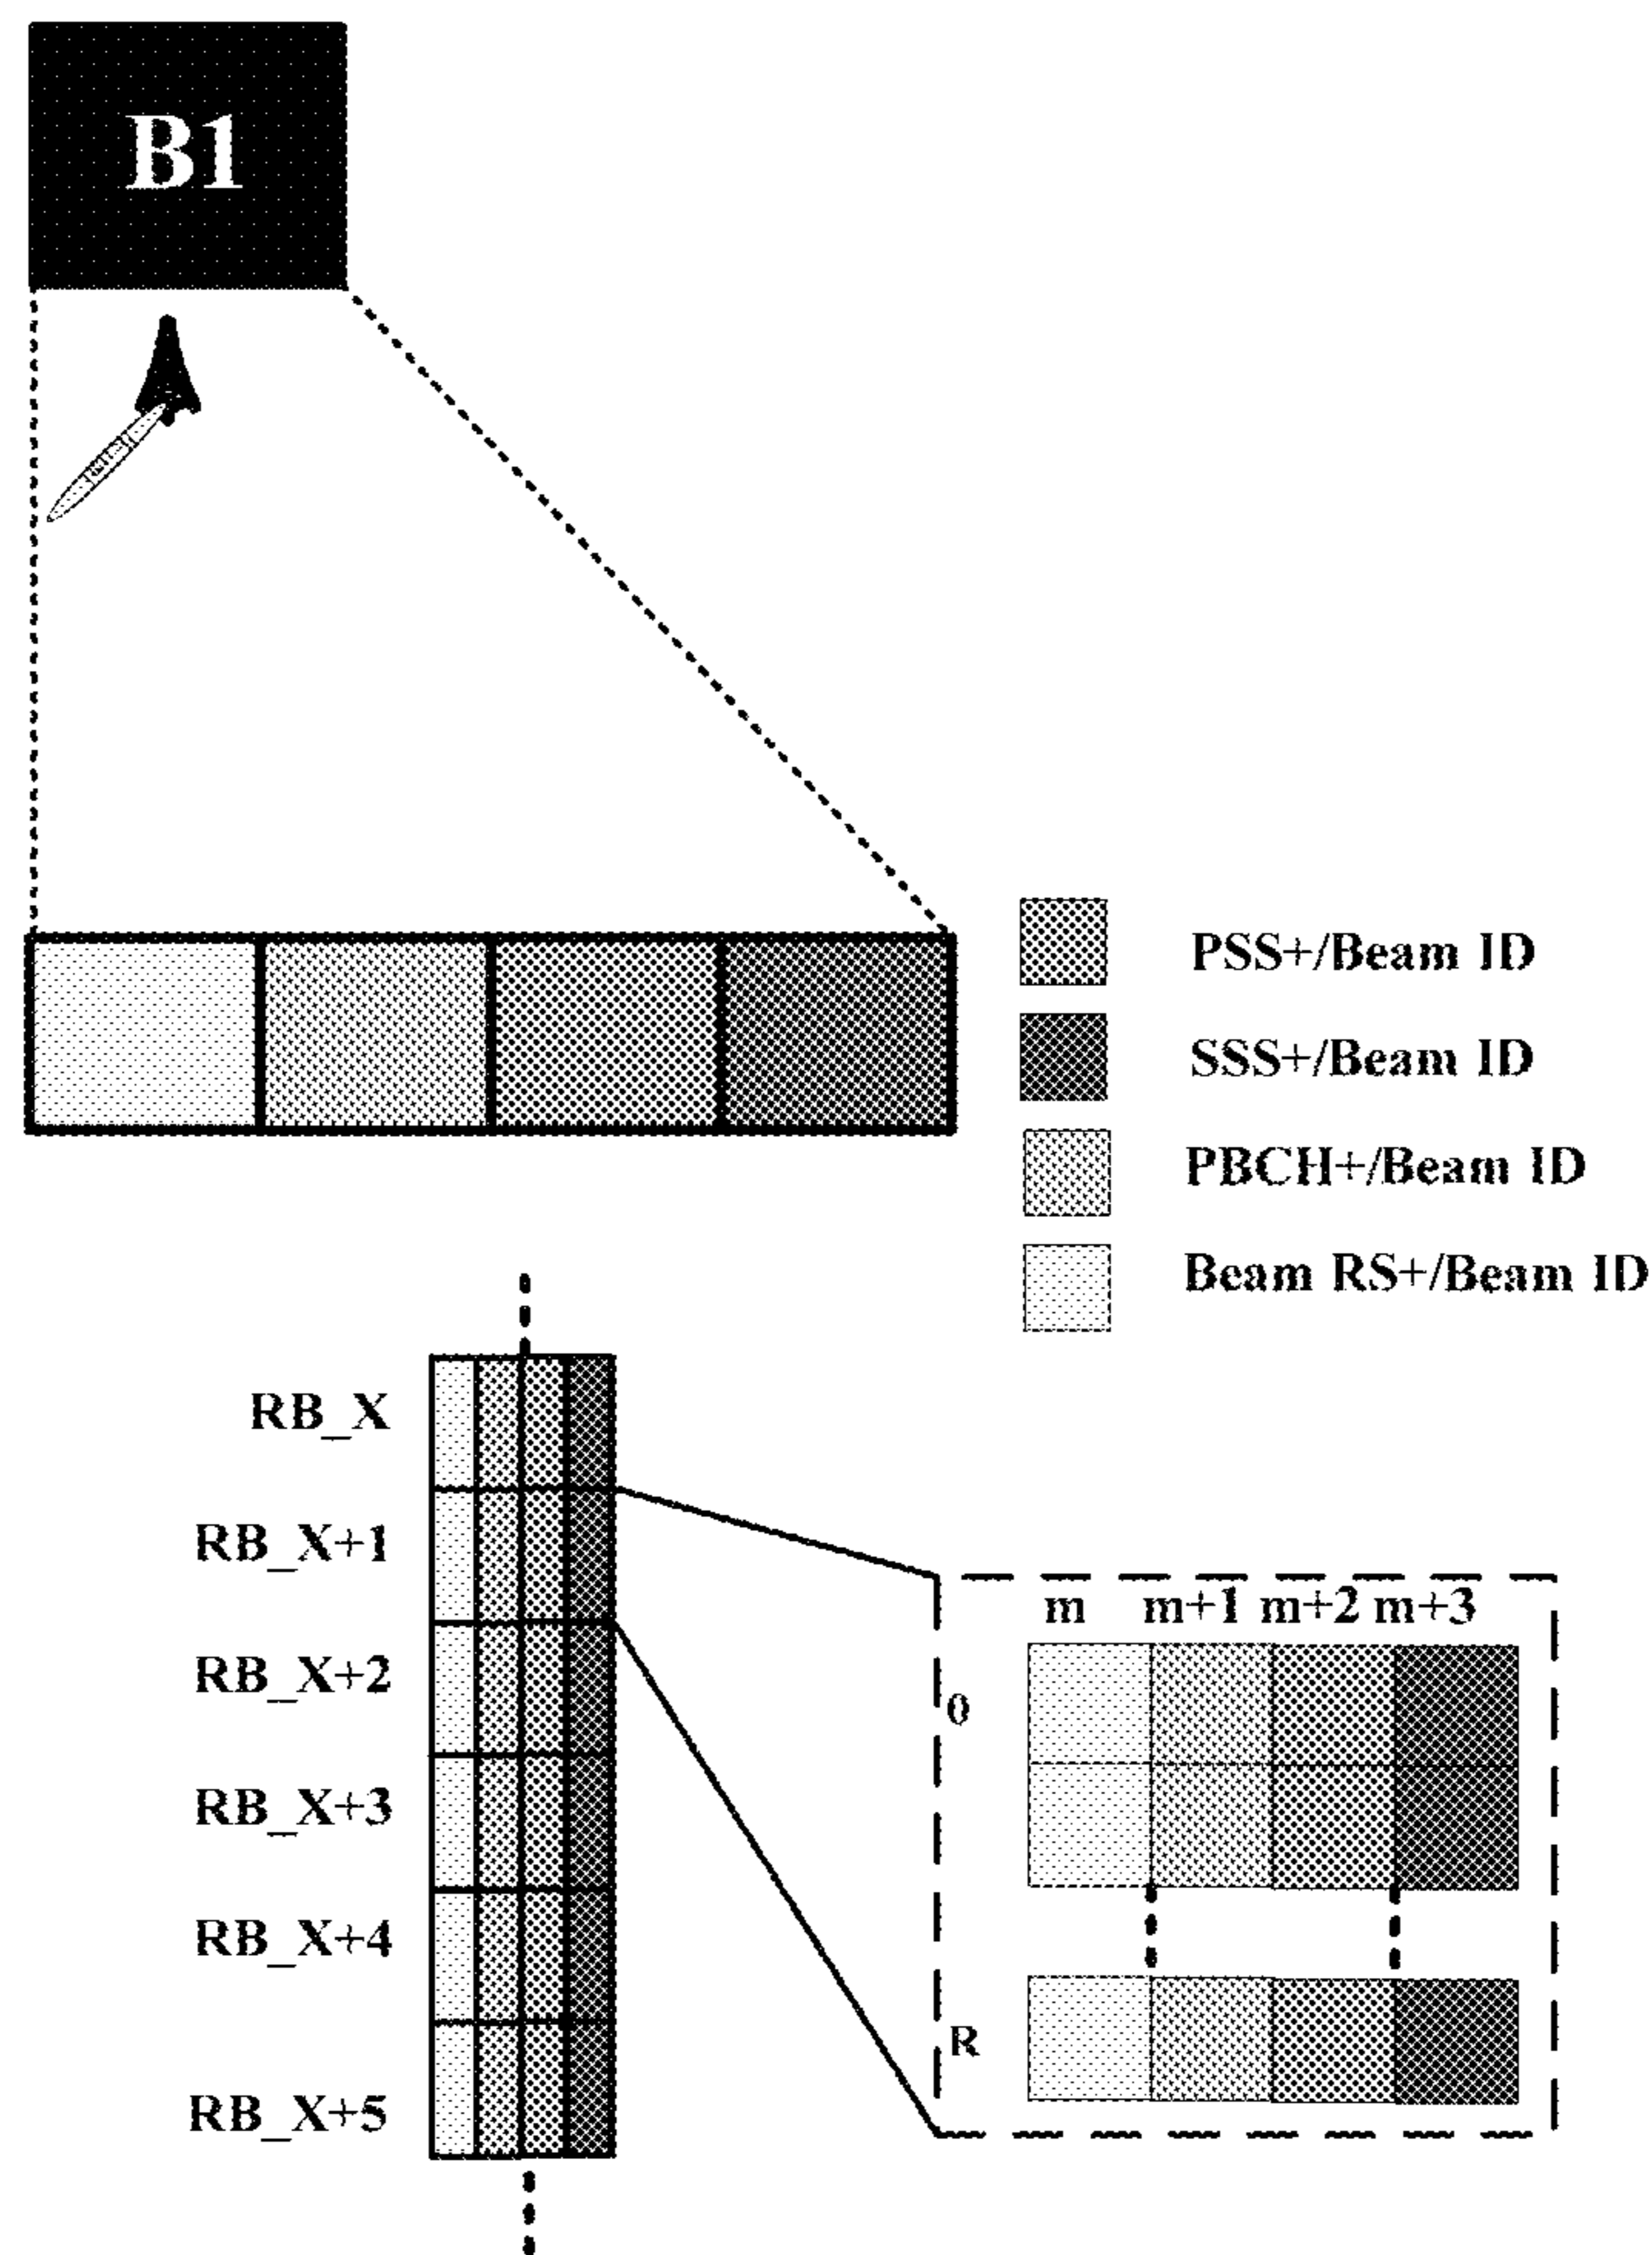 B1
PSS+/Beam ID
SSS+/Beam ID
PBCH+/Beam ID
Beam RS+/Beam ID
RB_X
RB_X+1
RB_X+2
RB_X+3
RB_X+4
RB_X+5
m m+1 m+2 m+3
0
R